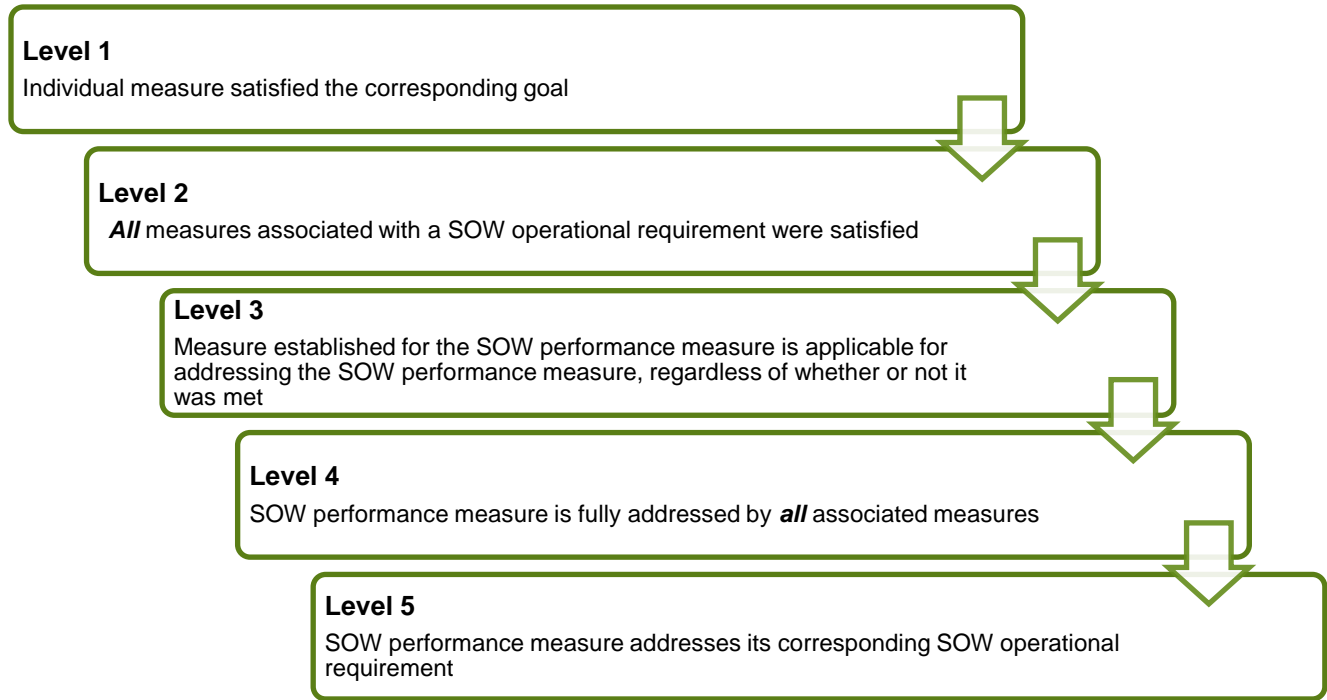 Level 1
Individual measure satisfied the corresponding goal
Level 2
All measures associated with a SOW operational requirement were satisfied
Level 3
Measure established for the SOW performance measure is applicable for
addressing the SOW performance measure, regardless of whether or not it
was met
Level 4
SOW performance measure is fully addressed by all associated measures
Level 5
SOW performance measure addresses its corresponding SOW operational
requirement